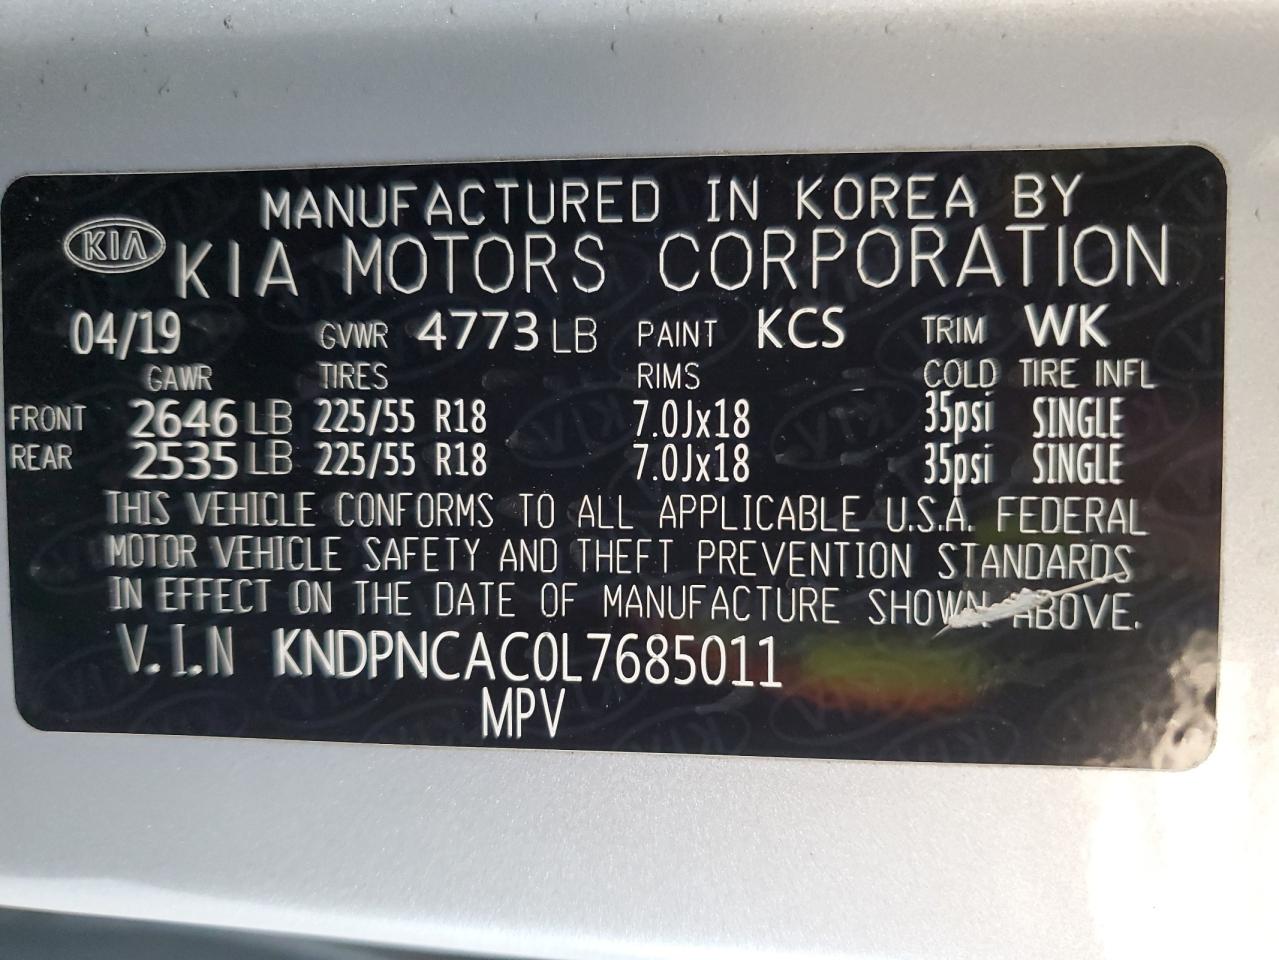 MANUFACTURED IN KOREA BY
KIA KIA MOTORS CORPORATION
04/19 GVWR 4773 LB PAINT KCS TRIM WK
GAWR TIRES RIMS COLD TIRE INFL
FRONT 2646 LB 225/55 R18 7.0Jx18 35psi SINGLE
REAR 2535 LB 225/55 R18 7.0Jx18 35psi SINGLE
THIS VEHICLE CONFORMS TO ALL APPLICABLE U.S.A. FEDERAL
MOTOR VEHICLE SAFETY AND THEFT PREVENTION STANDARDS
IN EFFECT ON THE DATE OF MANUFACTURE SHOWN ABOVE.
V.I.N KNDPNCAC0L7685011
MPV